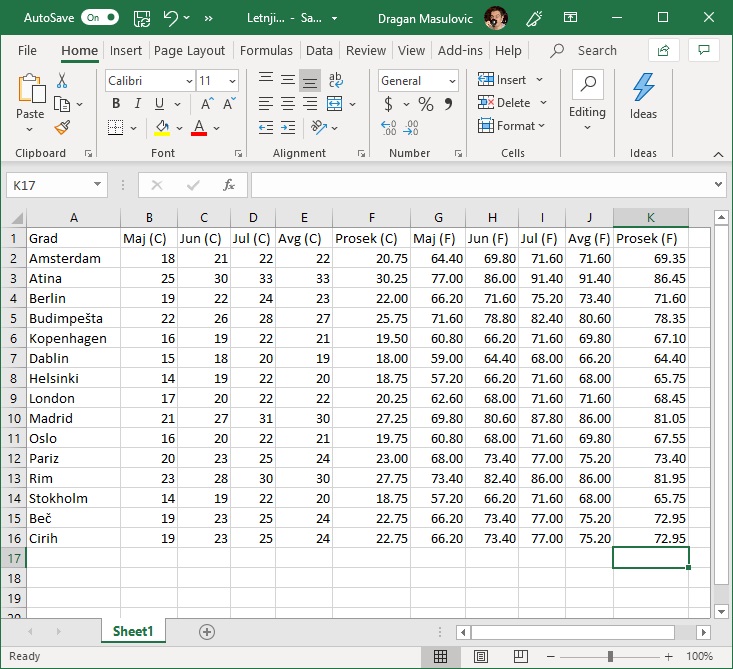 AutoSave On » Letnji... - Sa... Dragan Masulovic
File Home Insert Page Layout Formulas Data Review View Add-ins Help Search
Calibri 11 ab c General Insert
Paste B I U A A $ % 9 Delete Editing Ideas
A .00 .00 Format
Clipboard Font Alignment Number Cells Ideas
K17 fx
A B C D E F G H I J K
1 Grad Maj (C) Jun (C) Jul (C) Avg (C) Prosek (C) Maj (F) Jun (F) Jul (F) Avg (F) Prosek (F)
2 Amsterdam 18 21 22 22 20.75 64.40 69.80 71.60 71.60 69.35
3 Atina 25 30 33 33 30.25 77.00 86.00 91.40 91.40 86.45
4 Berlin 19 22 24 23 22.00 66.20 71.60 75.20 73.40 71.60
5 Budimpešta 22 26 28 27 25.75 71.60 78.80 82.40 80.60 78.35
6 Kopenhagen 16 19 22 21 19.50 60.80 66.20 71.60 69.80 67.10
7 Dablin 15 18 20 19 18.00 59.00 64.40 68.00 66.20 64.40
8 Helsinki 14 19 22 20 18.75 57.20 66.20 71.60 68.00 65.75
9 London 17 20 22 22 20.25 62.60 68.00 71.60 71.60 68.45
10 Madrid 21 27 31 30 27.25 69.80 80.60 87.80 86.00 81.05
11 Oslo 16 20 22 21 19.75 60.80 68.00 71.60 69.80 67.55
12 Pariz 20 23 25 24 23.00 68.00 73.40 77.00 75.20 73.40
13 Rim 23 28 30 30 27.75 73.40 82.40 86.00 86.00 81.95
14 Stokholm 14 19 22 20 18.75 57.20 66.20 71.60 68.00 65.75
15 Beč 19 23 25 24 22.75 66.20 73.40 77.00 75.20 72.95
16 Cirih 19 23 25 24 22.75 66.20 73.40 77.00 75.20 72.95
17
18
19
20
Sheet1
Ready 100%